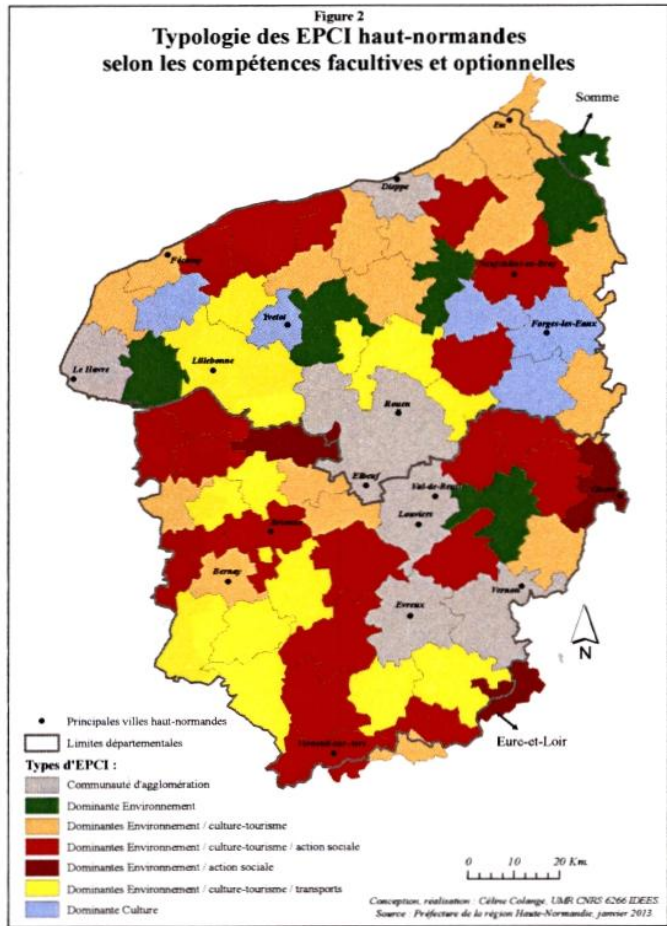 Figure 2
Typologie des EPCI haut-normandes
selon les compétences facultives et optionnelles
Somme
Eu
Dieppe
Fécamp
Neufchâtel-en-Bray
Yvetot
Forges-les-Eaux
Lillebonne
Le Havre
Rouen
Elbeuf
Val-de-Reuil
Louviers
Bernay
Vernon
Evreux
N
Eure-et-Loir
Principales villes haut-normandes
Limites départementales
Types d'EPCI :
Communauté d'agglomération
Dominante Environnement
Dominantes Environnement / culture-tourisme
Dominantes Environnement / culture-tourisme / action sociale
Dominantes Environnement / action sociale
Dominantes Environnement / culture-tourisme / transports
Dominante Culture
0 10 20 Km
Conception, réalisation : Céline Colange, UMR CNRS 6266 IDEES
Source : Préfecture de la région Haute-Normandie, janvier 2013.